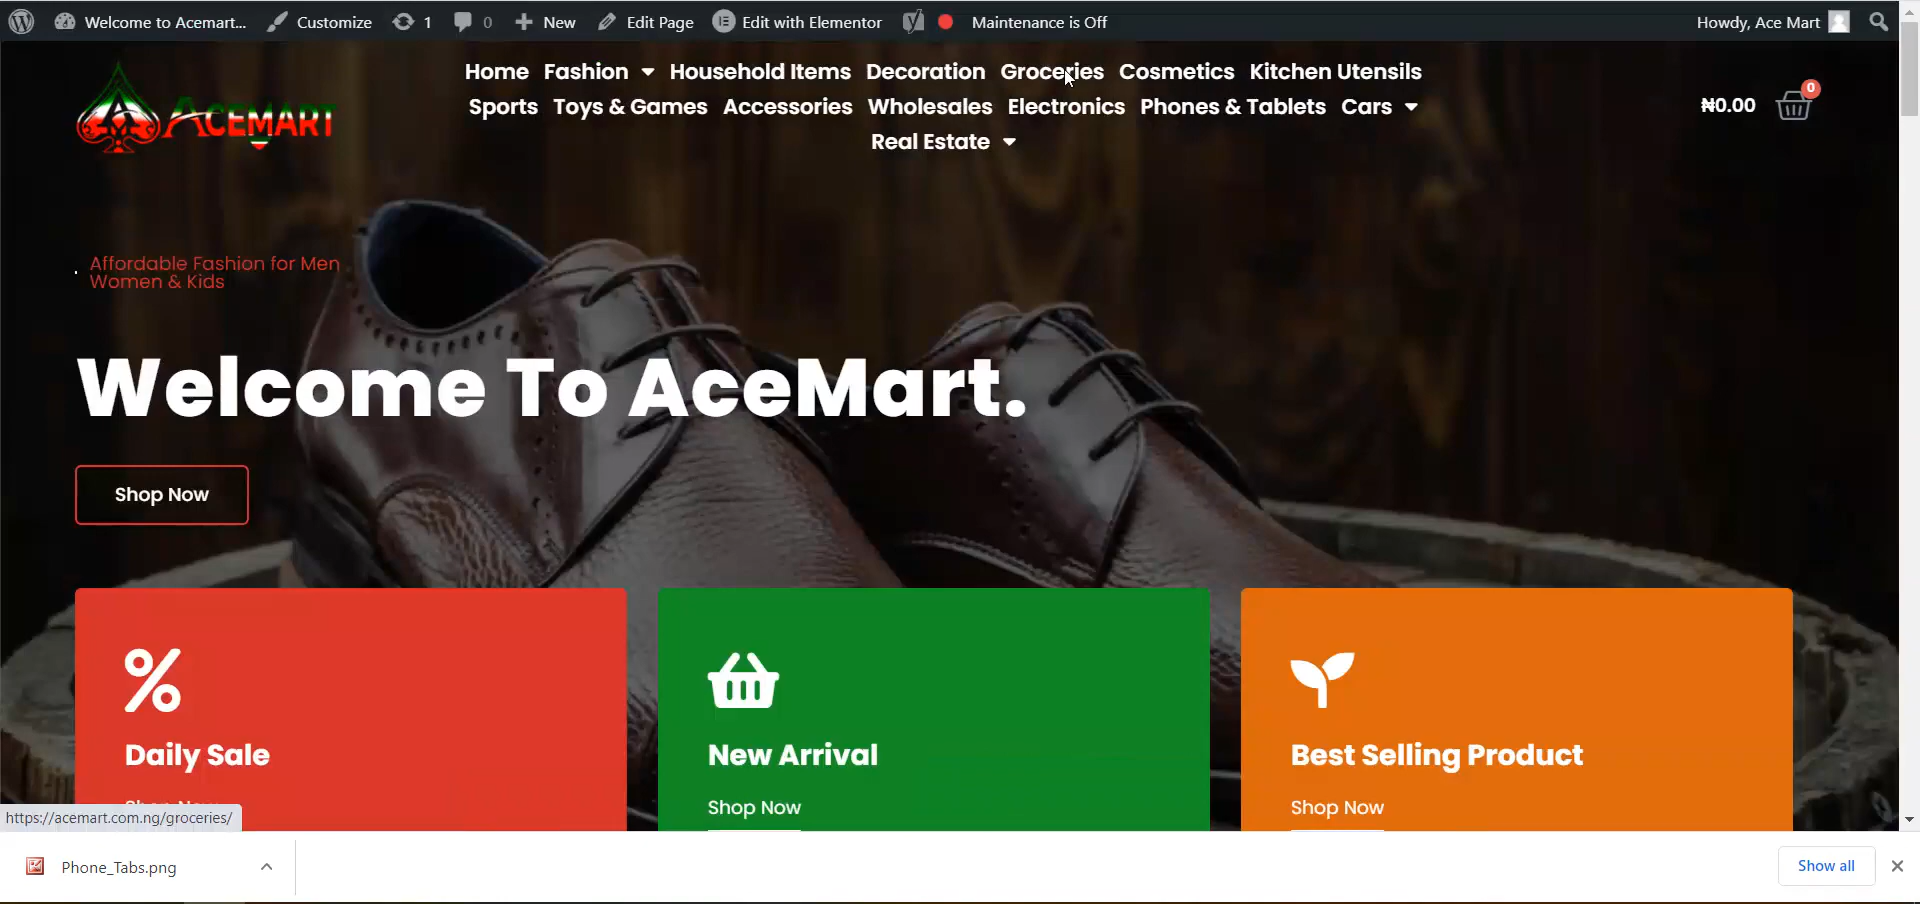 Welcome to Acemart... Customize 1 0 New Edit Page Edit with Elementor Maintenance is Off Howdy, Ace Mart
Home Fashion Household Items Decoration Groceries Cosmetics Kitchen Utensils
Sports Toys & Games Accessories Wholesales Electronics Phones & Tablets Cars
Real Estate
ACEMART
₦0.00 0
Affordable Fashion for Men
Women & Kids
Welcome To AceMart.
Shop Now
%
Daily Sale
Shop Now
New Arrival
Shop Now
Best Selling Product
Shop Now
https://acemart.com.ng/groceries/
Phone_Tabs.png
Show all